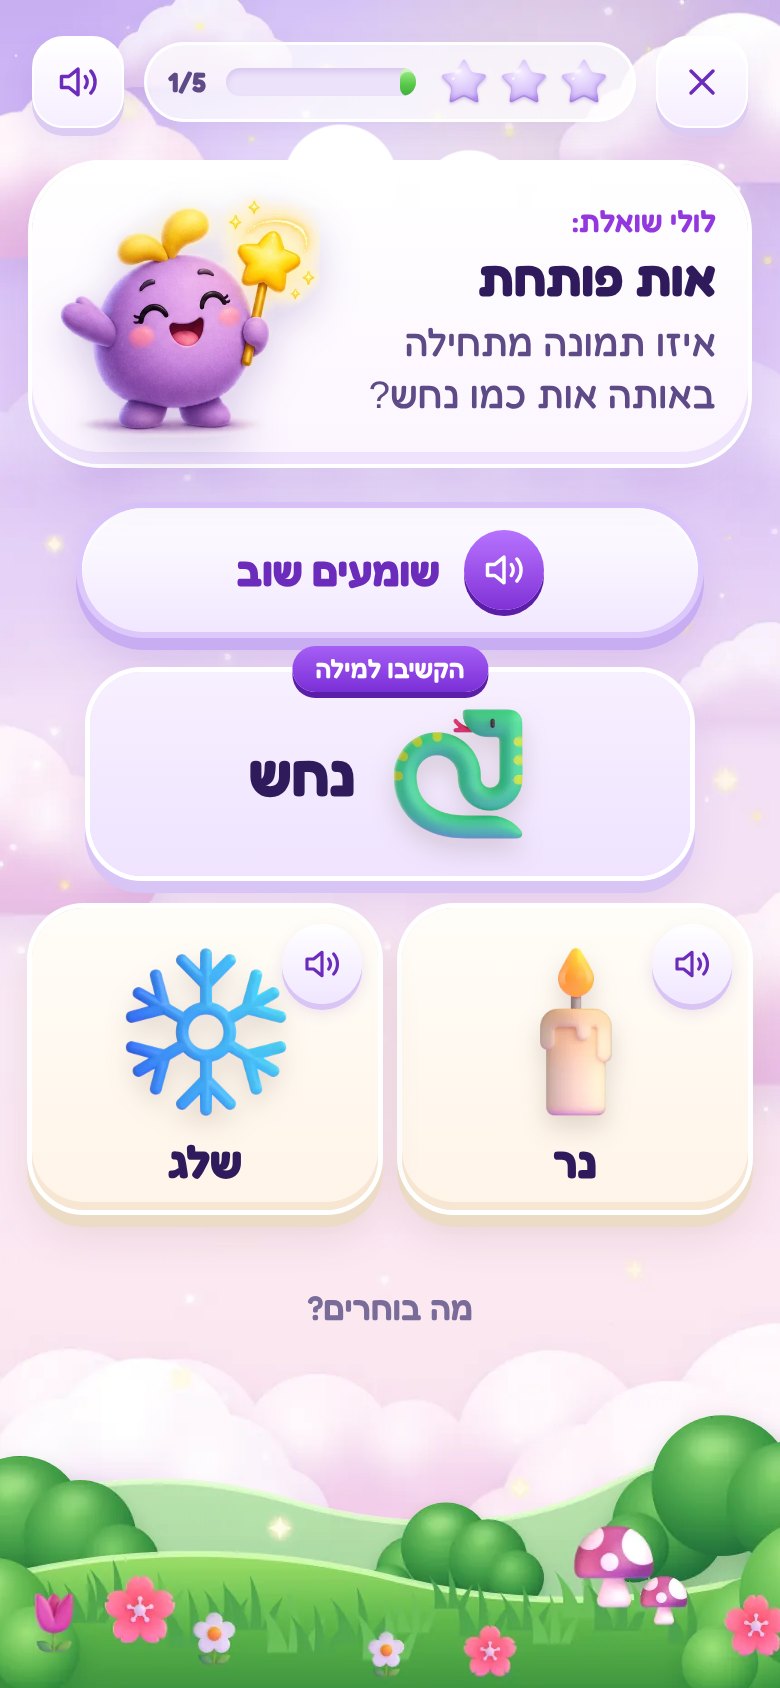 1/5
לולי שואלת:
אות פותחת
איזו תמונה מתחילה
באותה אות כמו נחש?
שומעים שוב
הקשיבו למילה
נחש
נר
שלג
מה בוחרים?